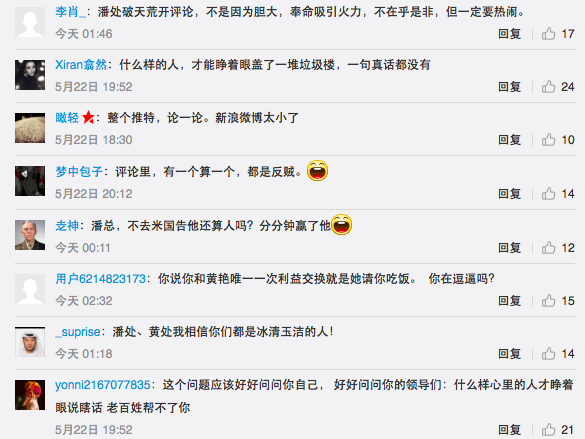 李肖_：潘处破天荒开评论，不是因为胆大，奉命吸引火力，不在乎是非，但一定要热闹。
今天 01:46 回复 17
Xiran翕然：什么样的人，才能睁着眼盖了一堆垃圾楼，一句真话都没有
5月22日 19:52 回复 24
瞰轻：整个推特，论一论。新浪微博太小了
5月22日 18:30 回复 10
梦中包子：评论里，有一个算一个，都是反贼。
5月22日 20:12 回复 14
坴神：潘总，不去米国告他还算人吗？分分钟赢了他
今天 00:11 回复 12
用户6214823173：你说你和黄艳唯一一次利益交换就是她请你吃饭。 你在逗逼吗？
今天 02:32 回复 15
_suprise：潘处、黄处我相信你们都是冰清玉洁的人！
今天 01:18 回复 14
yonni2167077835：这个问题应该好好问问你自己， 好好问问你的领导们：什么样心里的人才睁着
眼说瞎话 老百姓帮不了你
5月22日 19:52 回复 21